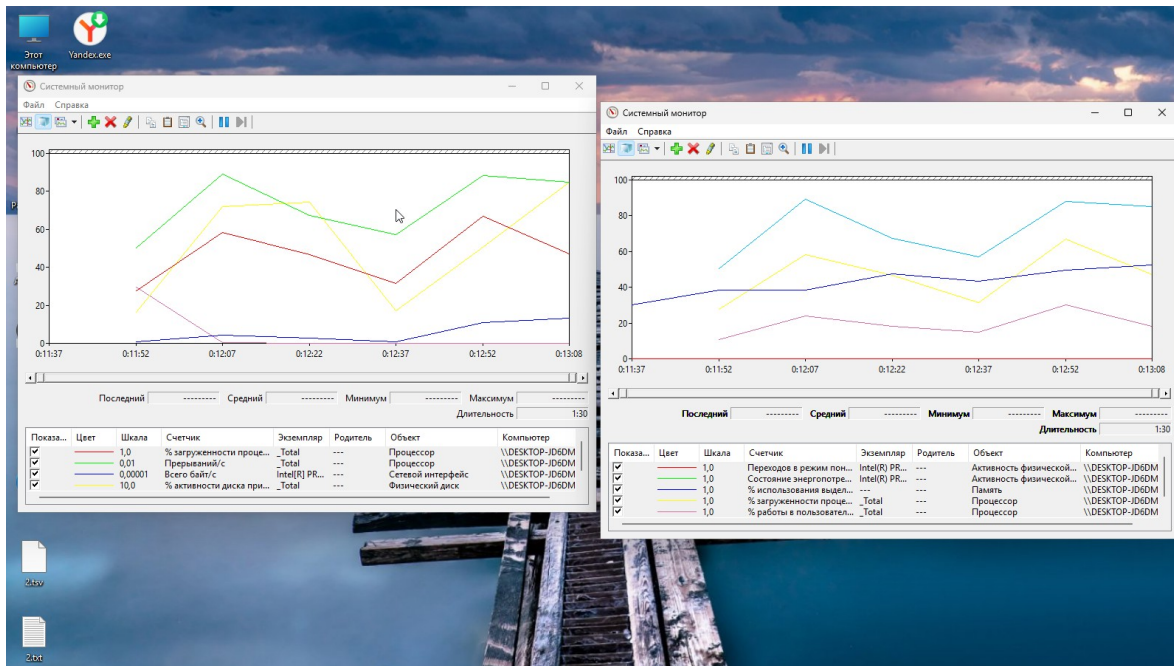 Этот
компьютер
Yandex.exe
Системный монитор
Файл Справка
100
80
60
40
20
0
0:11:37 0:11:52 0:12:07 0:12:22 0:12:37 0:12:52 0:13:08
Последний --------- Средний --------- Минимум --------- Максимум ---------
Длительность 1:30
Показа... Цвет Шкала Счетчик Экземпляр Родитель Объект Компьютер
1,0 % загруженности проце... _Total --- Процессор \\DESKTOP-JD6DM
0,01 Прерываний/с _Total --- Процессор \\DESKTOP-JD6DM
0,00001 Всего байт/с Intel[R] PR... --- Сетевой интерфейс \\DESKTOP-JD6DM
10,0 % активности диска при... _Total --- Физический диск \\DESKTOP-JD6DM
Системный монитор
Файл Справка
100
80
60
40
20
0
0:11:37 0:11:52 0:12:07 0:12:22 0:12:37 0:12:52 0:13:08
Последний --------- Средний --------- Минимум --------- Максимум ---------
Длительность 1:30
Показа... Цвет Шкала Счетчик Экземпляр Родитель Объект Компьютер
1,0 Переходов в режим пон... Intel(R) PR... --- Активность физической... \\DESKTOP-JD6DM
1,0 Состояние энергопотре... Intel(R) PR... --- Активность физической... \\DESKTOP-JD6DM
1,0 % использования выдел... --- --- Память \\DESKTOP-JD6DM
1,0 % загруженности проце... _Total --- Процессор \\DESKTOP-JD6DM
1,0 % работы в пользовател... _Total --- Процессор \\DESKTOP-JD6DM
2.tsv
2.txt